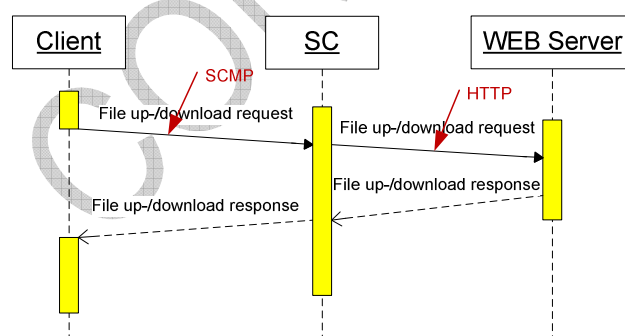 Client
SC
WEB Server
SCMP
HTTP
File up-/download request
File up-/download request
File up-/download response
File up-/download response